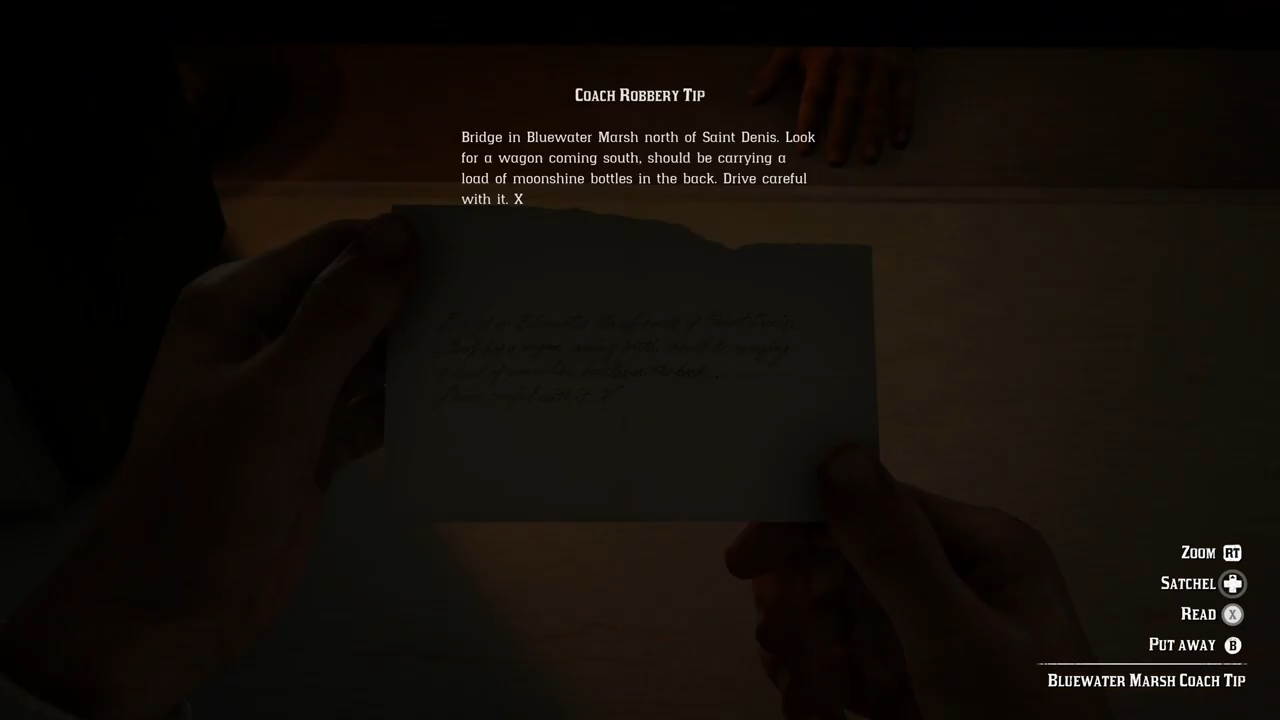 COACH ROBBERY TIP
Bridge in Bluewater Marsh north of Saint Denis. Look
for a wagon coming south, should be carrying a
load of moonshine bottles in the back. Drive careful
with it. X
ZOOM RT
SATCHEL
READ X
PUT AWAY B
BLUEWATER MARSH COACH TIP